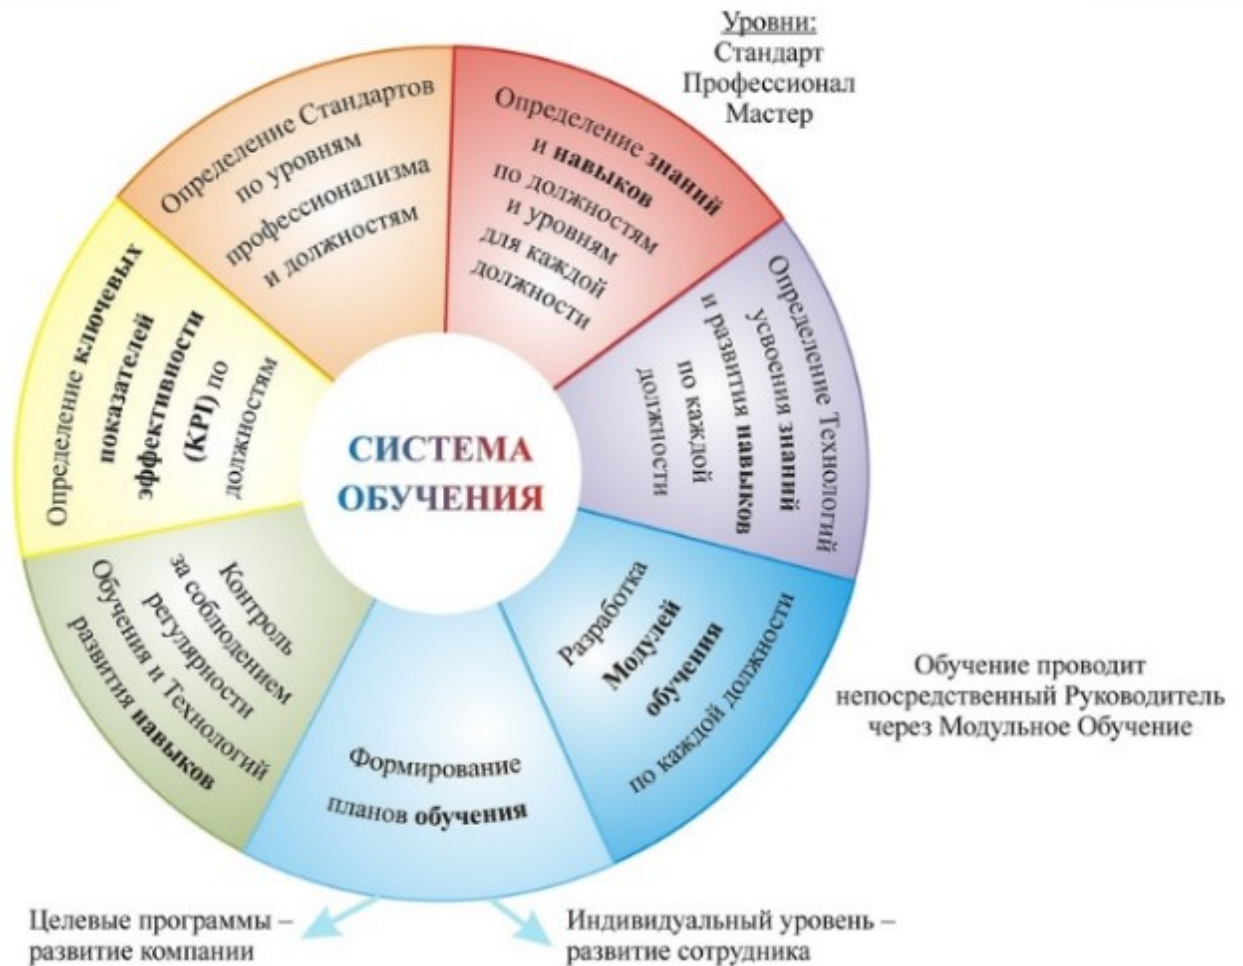 Уровни:
Стандарт
Профессионал
Мастер
Определение Стандартов
по уровням
профессионализма
и должностям
Определение знаний
и навыков
по должностям
и уровням
для каждой
должности
Определение Технологий
усвоения знаний
и развития навыков
по каждой
должности
Разработка
Модулей
обучения
по каждой должности
Формирование
планов обучения
Контроль
за соблюдением
регулярности
Обучения и Технологий
развития навыков
Определение ключевых
показателей
эффективности
(KPI) по
должностям
СИСТЕМА
ОБУЧЕНИЯ
Обучение проводит
непосредственный Руководитель
через Модульное Обучение
Целевые программы –
развитие компании
Индивидуальный уровень –
развитие сотрудника